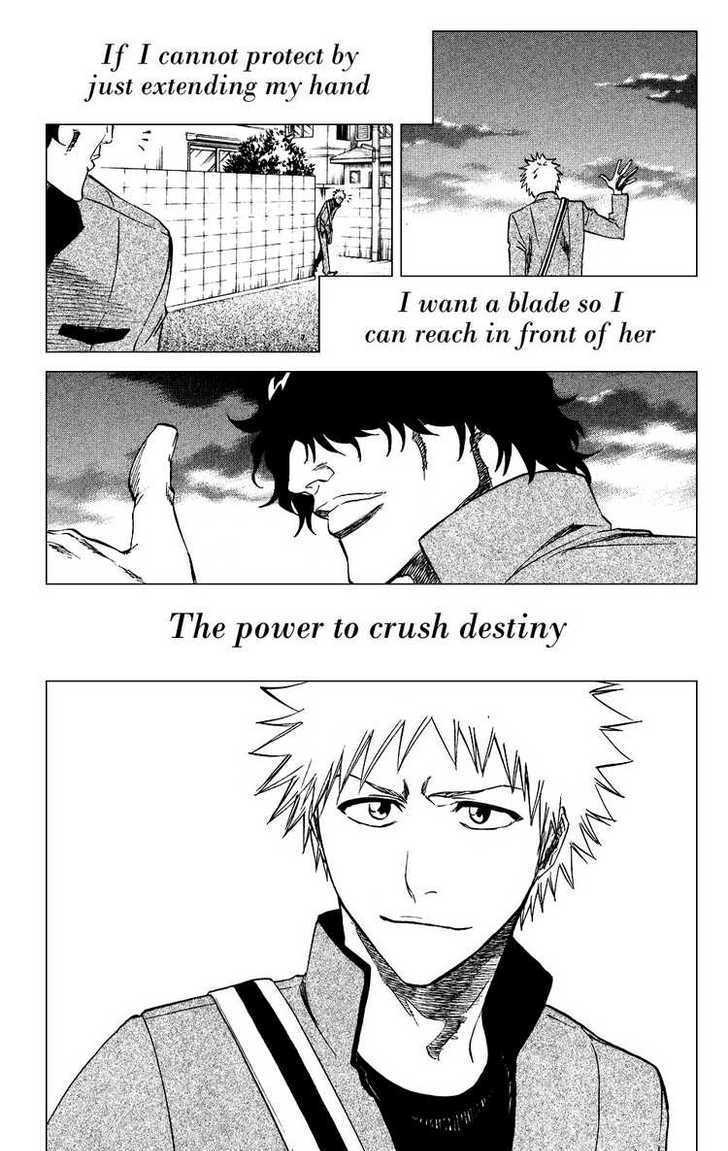 If I cannot protect by
just extending my hand
I want a blade so I
can reach in front of her
The power to crush destiny